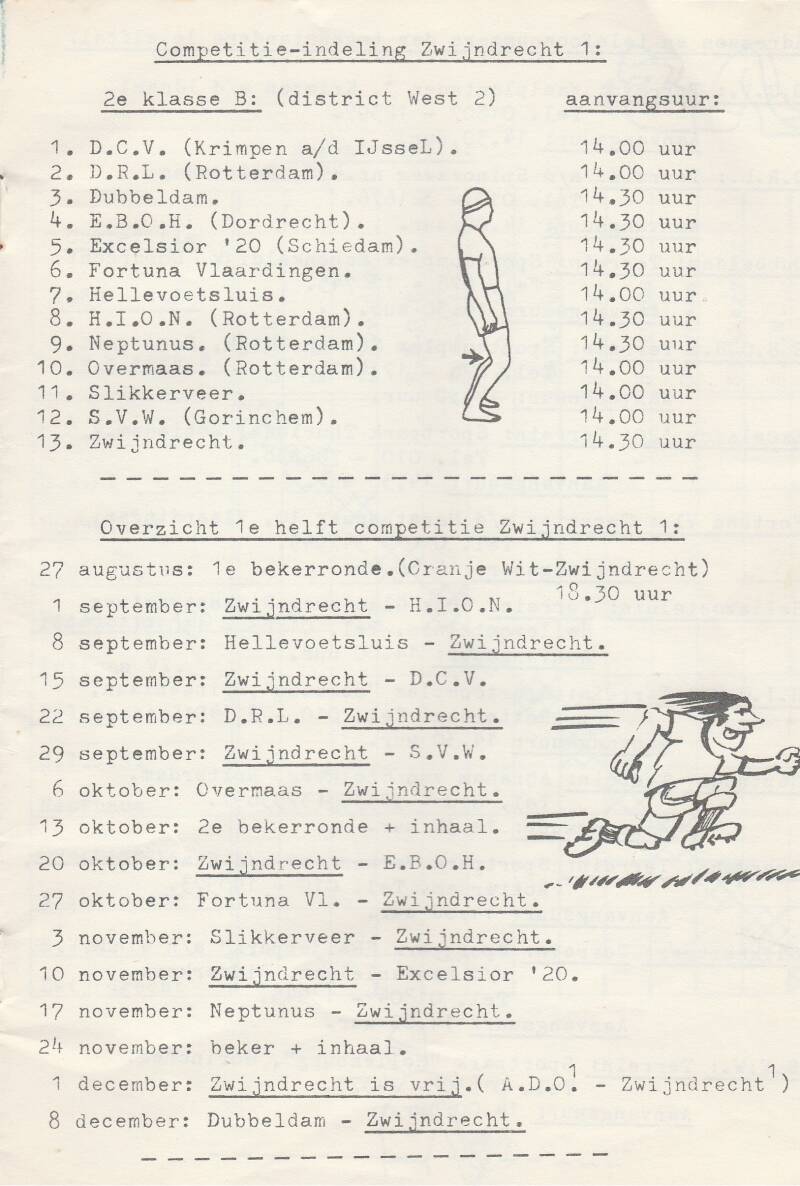 Competitie-indeling Zwijndrecht 1:
2e klasse B: (district West 2) aanvangsuur:
1. D.C.V. (Krimpen a/d IJsseL). 14.00 uur
2. D.R.L. (Rotterdam). 14.00 uur
3. Dubbeldam. 14.30 uur
4. E.B.O.H. (Dordrecht). 14.30 uur
5. Excelsior '20 (Schiedam). 14.30 uur
6. Fortuna Vlaardingen. 14.30 uur
7. Hellevoetsluis. 14.00 uur.
8. H.I.O.N. (Rotterdam). 14.30 uur
9. Neptunus. (Rotterdam). 14.30 uur
10. Overmaas. (Rotterdam). 14.00 uur
11. Slikkerveer. 14.00 uur
12. S.V.W. (Gorinchem). 14.00 uur
13. Zwijndrecht. 14.30 uur
Overzicht 1e helft competitie Zwijndrecht 1:
27 augustus: 1e bekerronde.(Oranje Wit-Zwijndrecht)
18.30 uur
1 september: Zwijndrecht - H.I.O.N.
8 september: Hellevoetsluis - Zwijndrecht.
15 september: Zwijndrecht - D.C.V.
22 september: D.R.L. - Zwijndrecht.
29 september: Zwijndrecht - S.V.W.
6 oktober: Overmaas - Zwijndrecht.
13 oktober: 2e bekerronde + inhaal.
20 oktober: Zwijndrecht - E.B.O.H.
27 oktober: Fortuna Vl. - Zwijndrecht.
3 november: Slikkerveer - Zwijndrecht.
10 november: Zwijndrecht - Excelsior '20.
17 november: Neptunus - Zwijndrecht.
24 november: beker + inhaal.
1 december: Zwijndrecht is vrij.( A.D.O.1 - Zwijndrecht1)
8 december: Dubbeldam - Zwijndrecht.